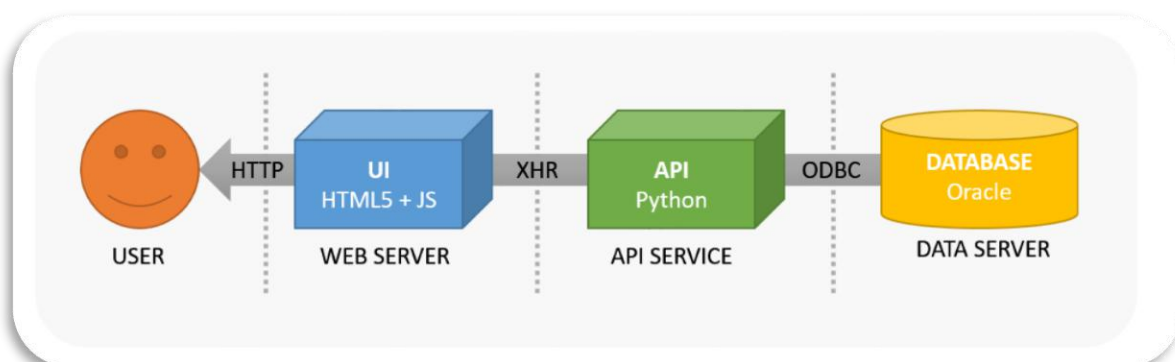 HTTP
UI
HTML5 + JS
XHR
API
Python
ODBC
DATABASE
Oracle
USER
WEB SERVER
API SERVICE
DATA SERVER